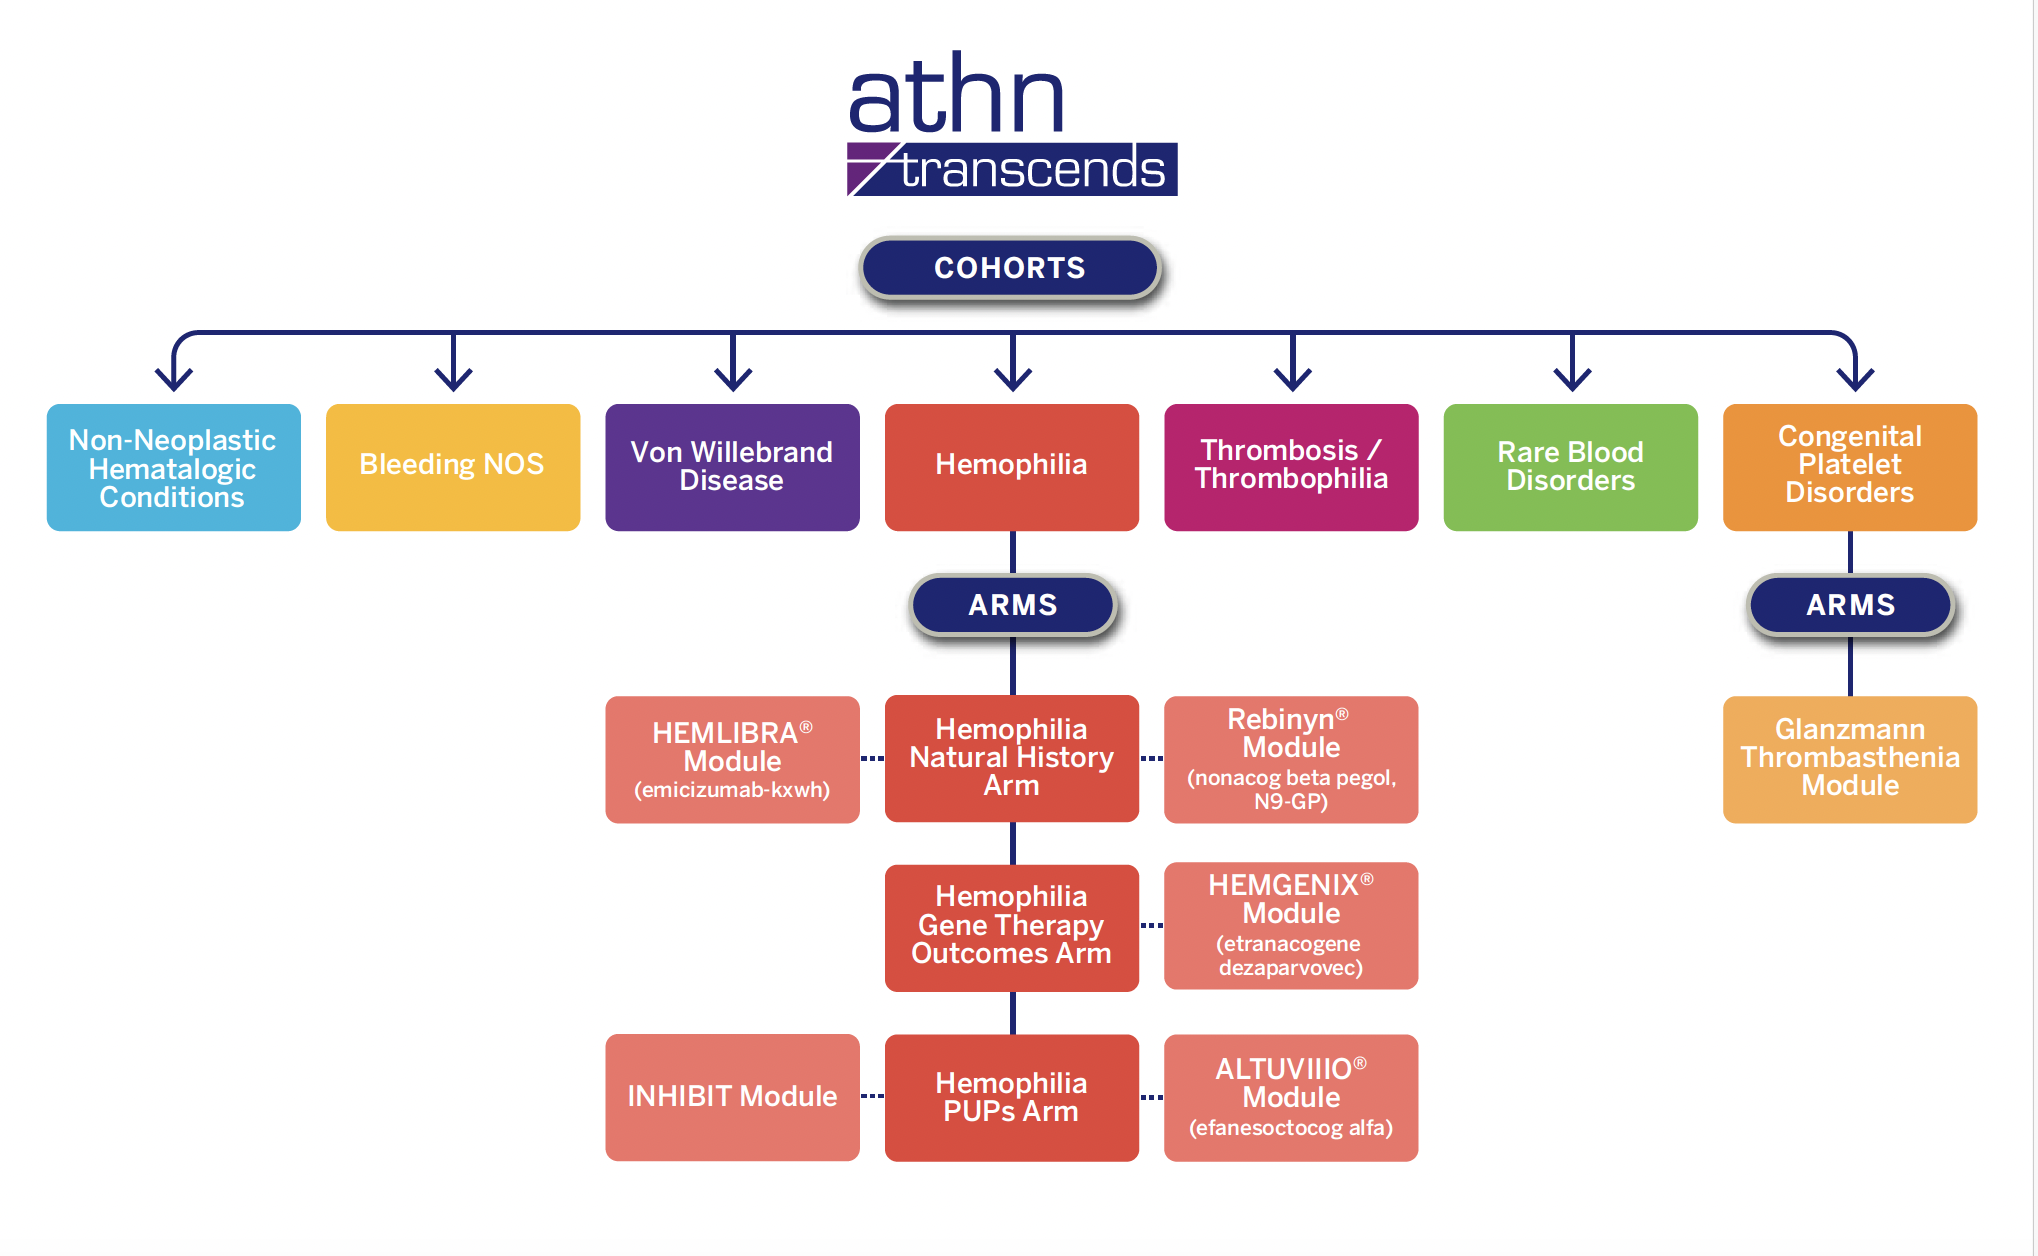 athn
transcends
COHORTS
Non-Neoplastic
Hematalogic
Conditions
Bleeding NOS
Von Willebrand
Disease
Hemophilia
Thrombosis /
Thrombophilia
Rare Blood
Disorders
Congenital
Platelet
Disorders
ARMS
ARMS
HEMLIBRA®
Module
(emicizumab-kxwh)
Hemophilia
Natural History
Arm
Rebinyn®
Module
(nonacog beta pegol,
N9-GP)
Glanzmann
Thrombasthenia
Module
Hemophilia
Gene Therapy
Outcomes Arm
HEMGENIX®
Module
(etranacogene
dezaparvovec)
INHIBIT Module
Hemophilia
PUPs Arm
ALTUVIIIO®
Module
(efanesoctocog alfa)